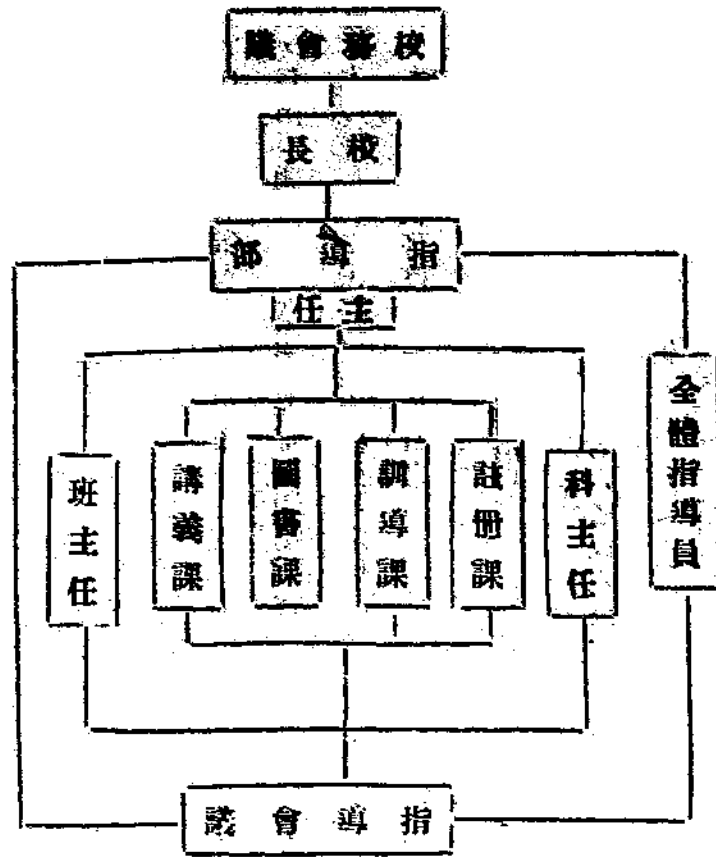 校務會議
校長
指導部
主任
全體指導員
科主任
註冊課
訓導課
圖書課
講義課
班主任
指導會議